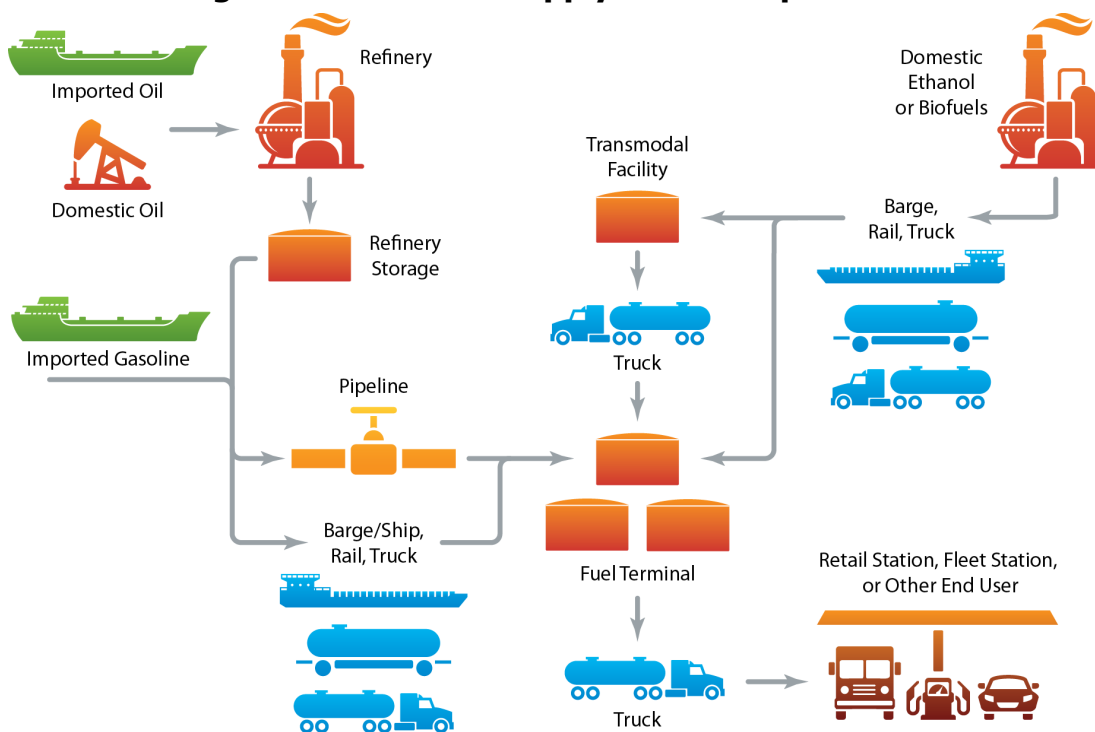 Imported Oil
Refinery
Domestic
Ethanol
or Biofuels
Domestic Oil
Transmodal
Facility
Barge,
Rail, Truck
Refinery
Storage
Imported Gasoline
Truck
Pipeline
Barge/Ship,
Rail, Truck
Fuel Terminal
Retail Station, Fleet Station,
or Other End User
Truck